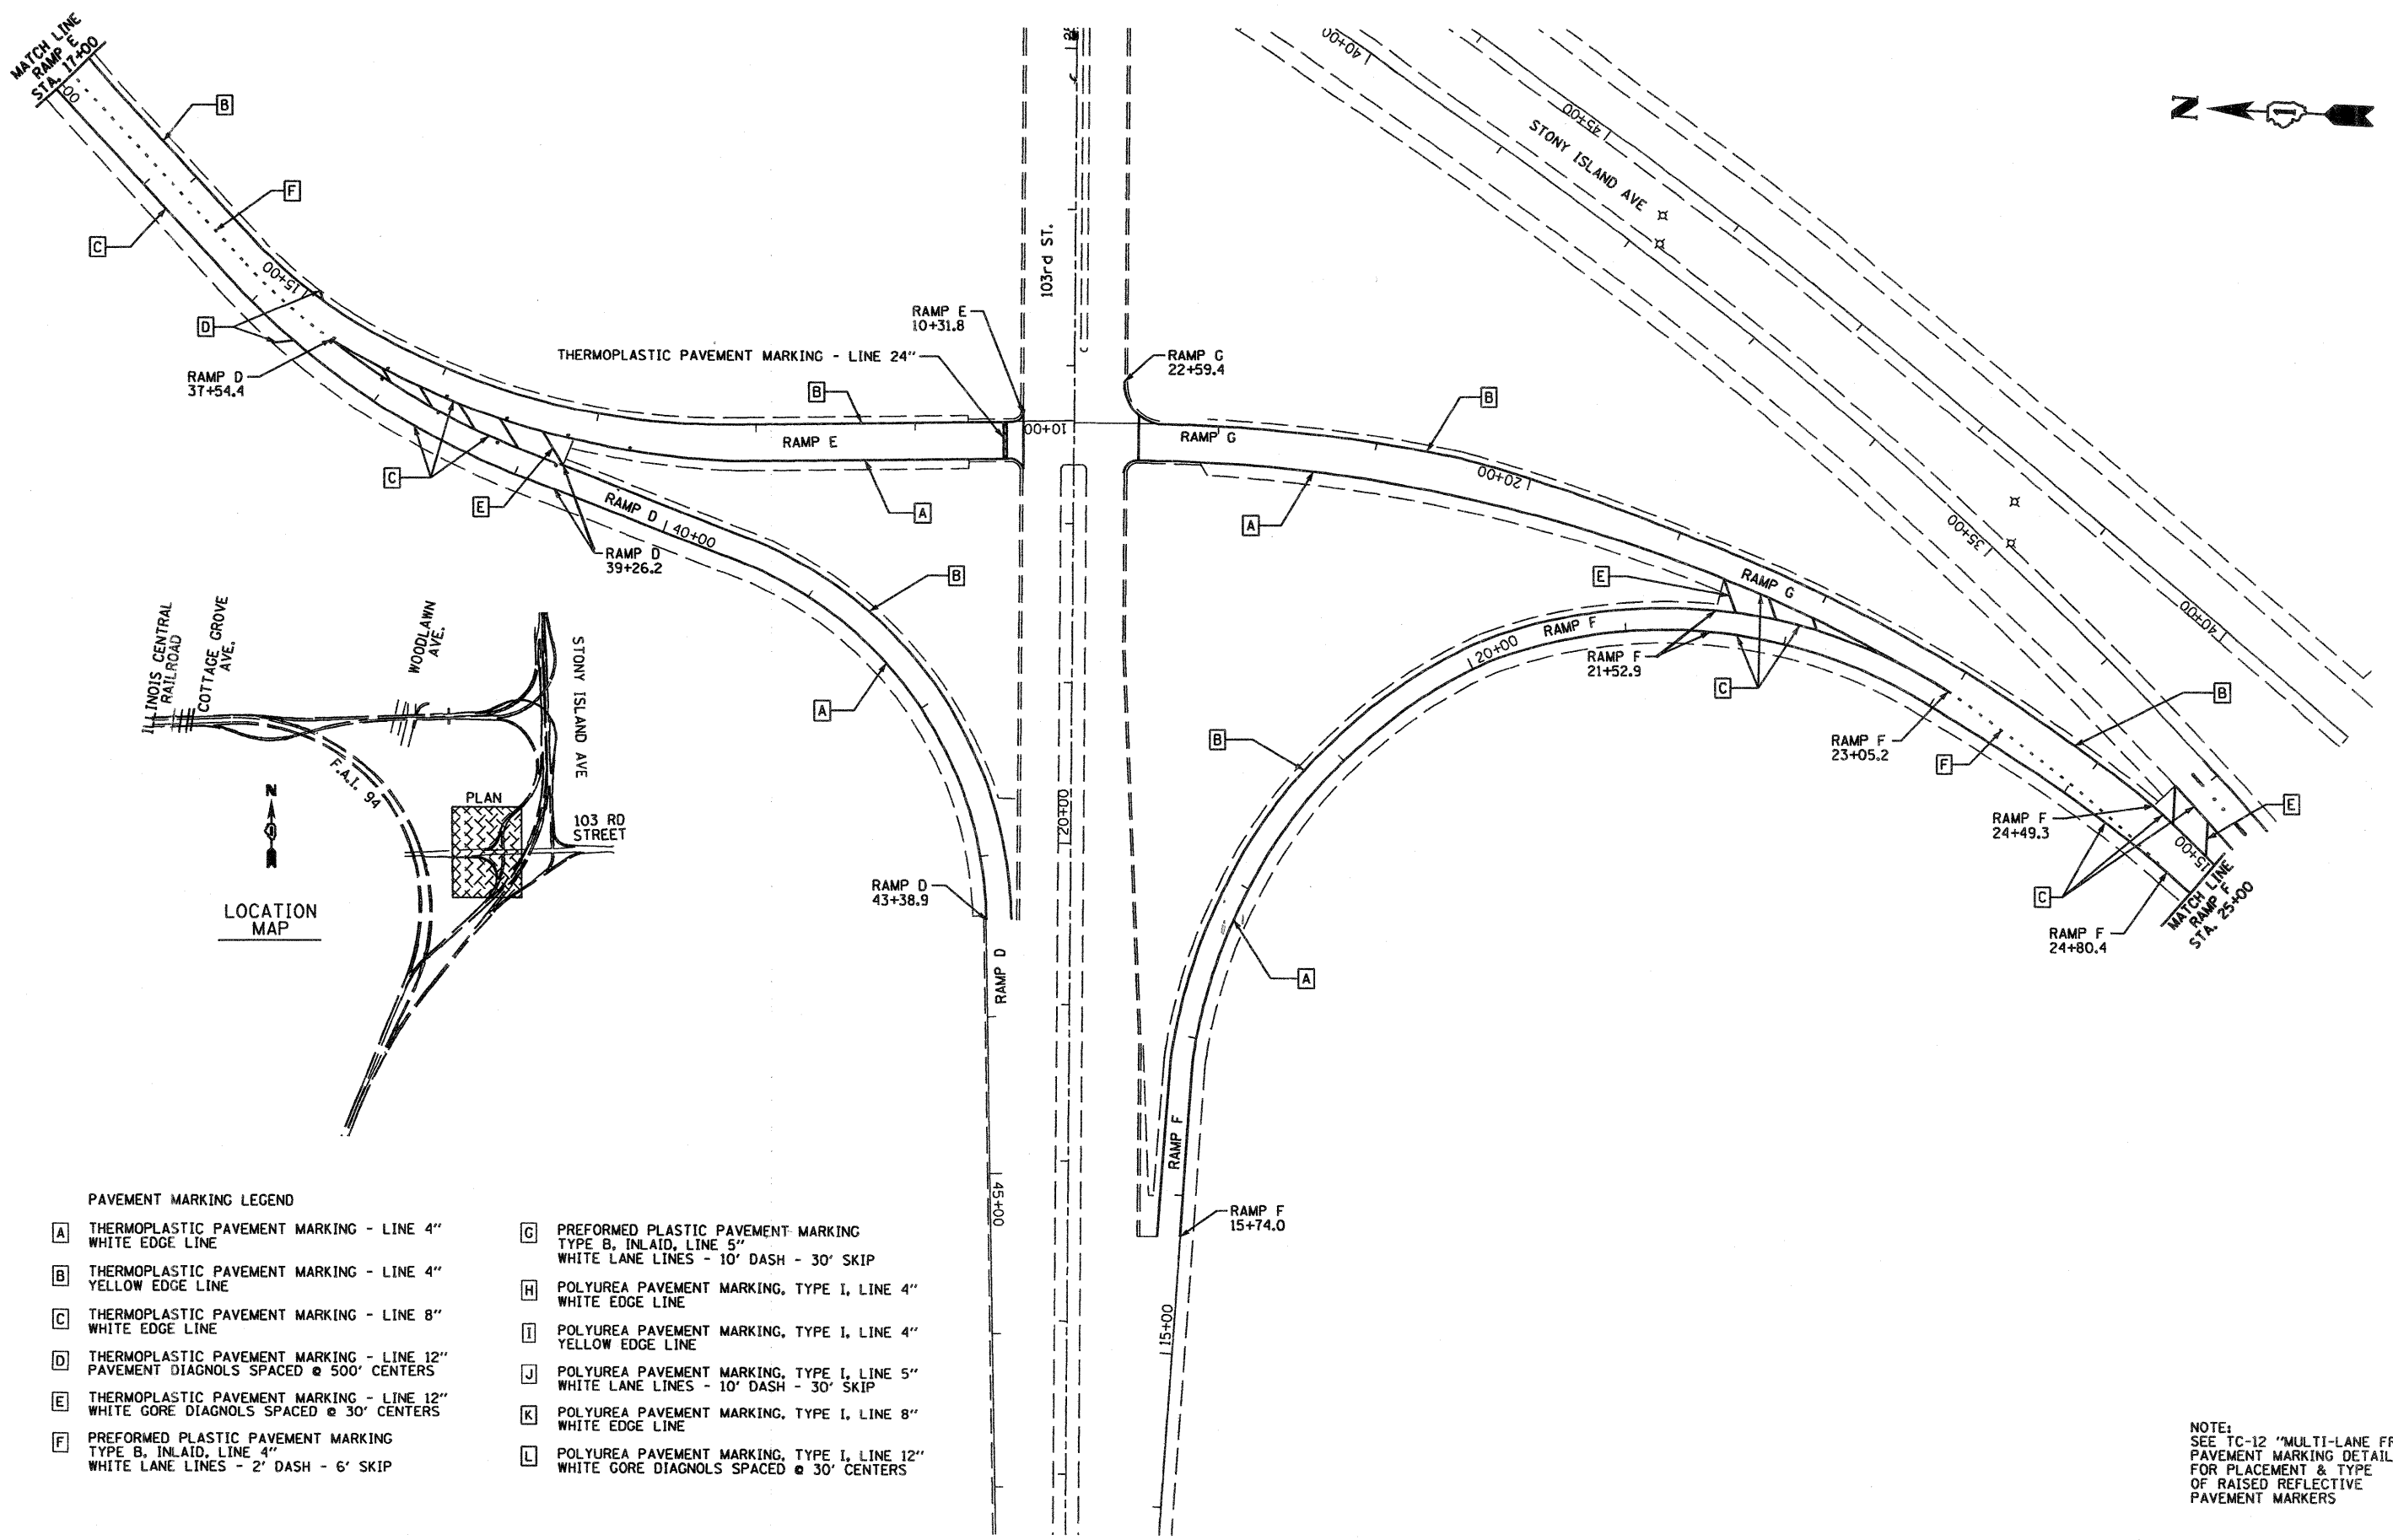 MATCH LINE
RAMP E
STA. 17+00
00
B
F
C
15+00
D
RAMP D
37+54.4
THERMOPLASTIC PAVEMENT MARKING - LINE 24"
RAMP E
10+31.8
103rd ST.
B
RAMP E
10+00
A
C
E
RAMP D
40+00
RAMP D
39+26.2
B
A
RAMP D
43+38.9
RAMP D
45+00
20+00
40+00
45+00
STONY ISLAND AVE
N
RAMP G
22+59.4
RAMP G
B
20+00
A
35+00
40+00
E
RAMP G
RAMP F
20+00
RAMP F
21+52.9
C
B
RAMP F
23+05.2
F
B
RAMP F
24+49.3
E
15+00
C
MATCH LINE
RAMP F
STA. 25+00
RAMP F
24+80.4
A
RAMP F
RAMP F
15+74.0
15+00
ILLINOIS CENTRAL
RAILROAD
COTTAGE GROVE
AVE.
WOODLAWN
AVE.
STONY ISLAND AVE
F.A.I. 94
N
PLAN
103 RD
STREET
LOCATION
MAP
PAVEMENT MARKING LEGEND
A THERMOPLASTIC PAVEMENT MARKING - LINE 4"
WHITE EDGE LINE
B THERMOPLASTIC PAVEMENT MARKING - LINE 4"
YELLOW EDGE LINE
C THERMOPLASTIC PAVEMENT MARKING - LINE 8"
WHITE EDGE LINE
D THERMOPLASTIC PAVEMENT MARKING - LINE 12"
PAVEMENT DIAGNOLS SPACED @ 500' CENTERS
E THERMOPLASTIC PAVEMENT MARKING - LINE 12"
WHITE GORE DIAGNOLS SPACED @ 30' CENTERS
F PREFORMED PLASTIC PAVEMENT MARKING
TYPE B, INLAID, LINE 4"
WHITE LANE LINES - 2' DASH - 6' SKIP
G PREFORMED PLASTIC PAVEMENT MARKING
TYPE B, INLAID, LINE 5"
WHITE LANE LINES - 10' DASH - 30' SKIP
H POLYUREA PAVEMENT MARKING, TYPE I, LINE 4"
WHITE EDGE LINE
I POLYUREA PAVEMENT MARKING, TYPE I, LINE 4"
YELLOW EDGE LINE
J POLYUREA PAVEMENT MARKING, TYPE I, LINE 5"
WHITE LANE LINES - 10' DASH - 30' SKIP
K POLYUREA PAVEMENT MARKING, TYPE I, LINE 8"
WHITE EDGE LINE
L POLYUREA PAVEMENT MARKING, TYPE I, LINE 12"
WHITE GORE DIAGNOLS SPACED @ 30' CENTERS
NOTE:
SEE TC-12 "MULTI-LANE FR
PAVEMENT MARKING DETAIL
FOR PLACEMENT & TYPE
OF RAISED REFLECTIVE
PAVEMENT MARKERS